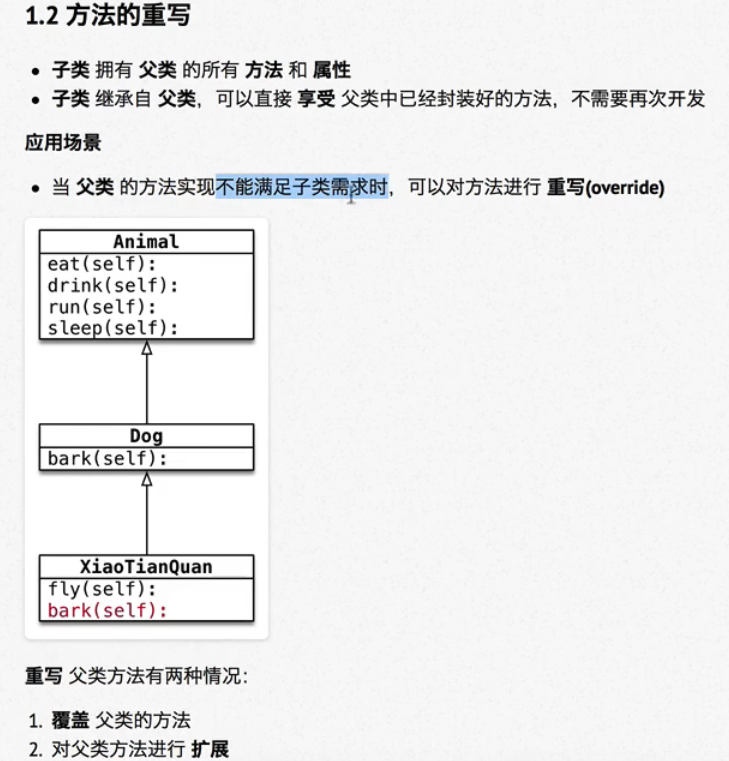 1.2 方法的重写
• 子类 拥有 父类 的所有 方法 和 属性
• 子类 继承自 父类，可以直接 享受 父类中已经封装好的方法，不需要再次开发
应用场景
• 当 父类 的方法实现不能满足子类需求时，可以对方法进行 重写(override)
Animal
eat(self):
drink(self):
run(self):
sleep(self):
Dog
bark(self):
XiaoTianQuan
fly(self):
bark(self):
重写 父类方法有两种情况：
1. 覆盖 父类的方法
2. 对父类方法进行 扩展